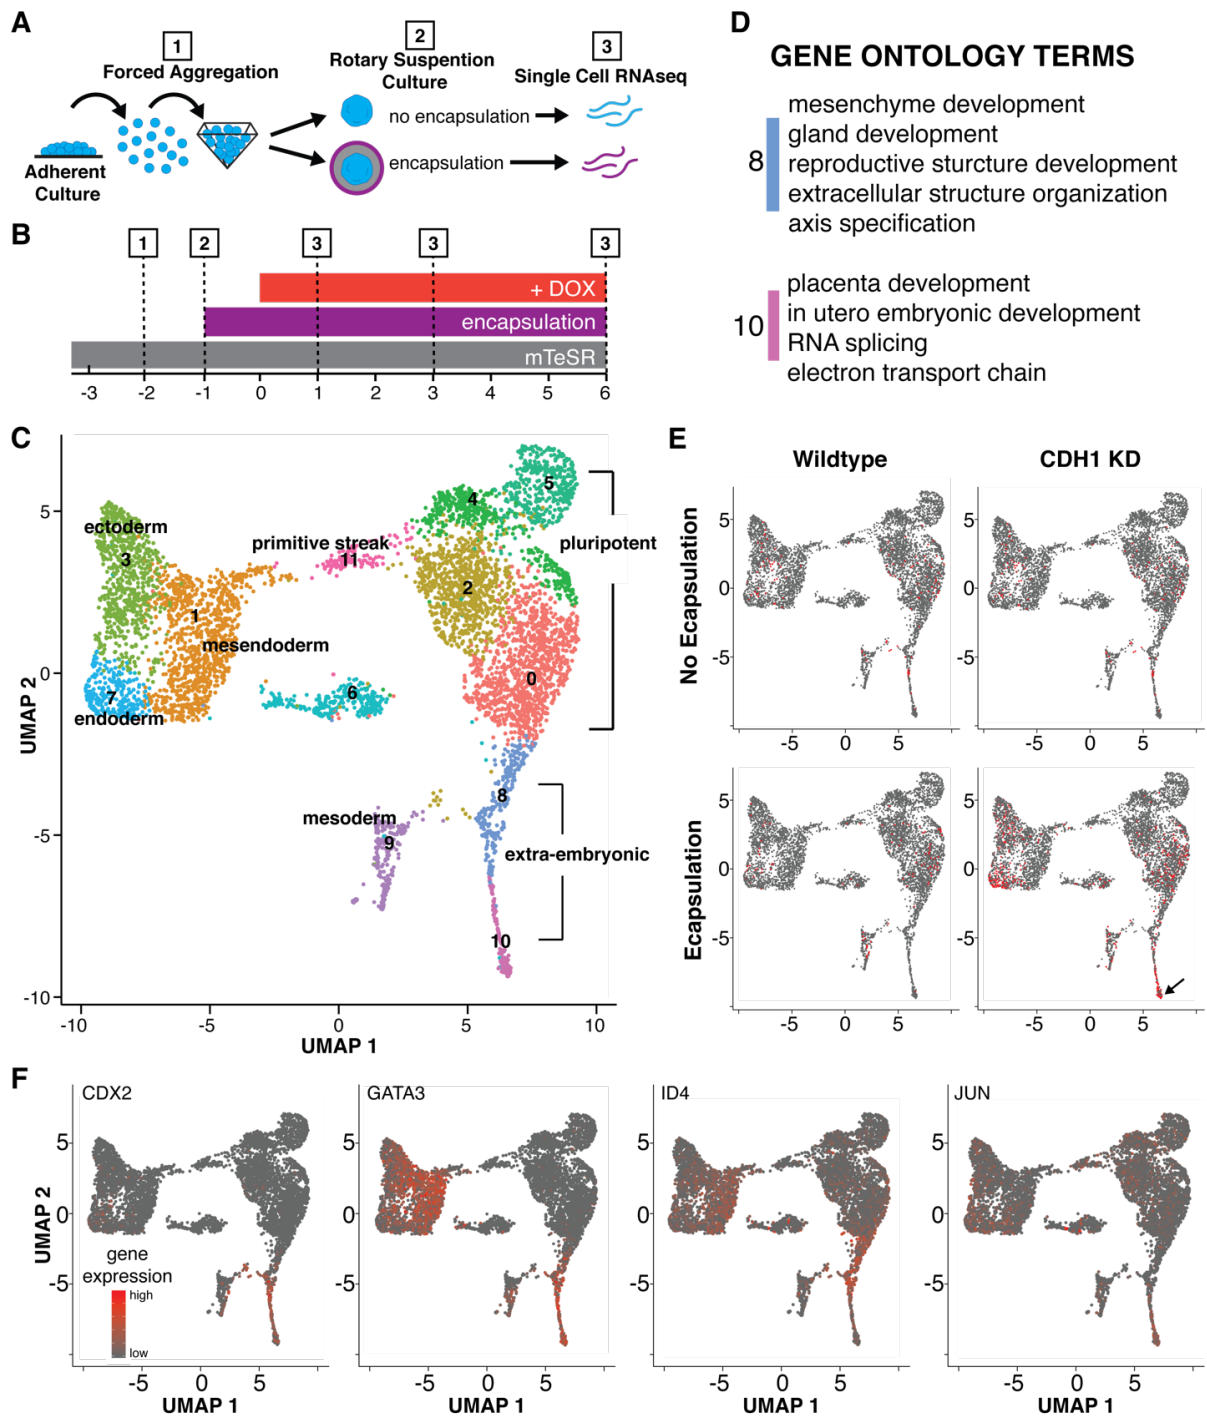 A
1
Forced Aggregation
2
Rotary Suspention
Culture
3
Single Cell RNAseq
no encapsulation
encapsulation
Adherent
Culture
D
GENE ONTOLOGY TERMS
8
mesenchyme development
gland development
reproductive sturcture development
extracellular structure organization
axis specification
10
placenta development
in utero embryonic development
RNA splicing
electron transport chain
B
1 2 3 3 3
+ DOX
encapsulation
mTeSR
-3 -2 -1 0 1 2 3 4 5 6
C
5
0
-5
-10
UMAP 2
-10 -5 0 5 10
UMAP 1
ectoderm
3
primitive streak
11
4
5
pluripotent
2
1
mesendoderm
0
7
endoderm
6
8
mesoderm
9
extra-embryonic
10
E
Wildtype
CDH1 KD
No Ecapsulation
5
0
-5
-5 0 5
-5 0 5
Ecapsulation
5
0
-5
5
0
-5
-5 0 5
-5 0 5
5
0
-5
F
CDX2
GATA3
ID4
JUN
UMAP 2
5
0
-5
5
0
-5
5
0
-5
5
0
-5
gene
expression
high
low
-5 0 5
-5 0 5
-5 0 5
-5 0 5
UMAP 1
UMAP 1
UMAP 1
UMAP 1